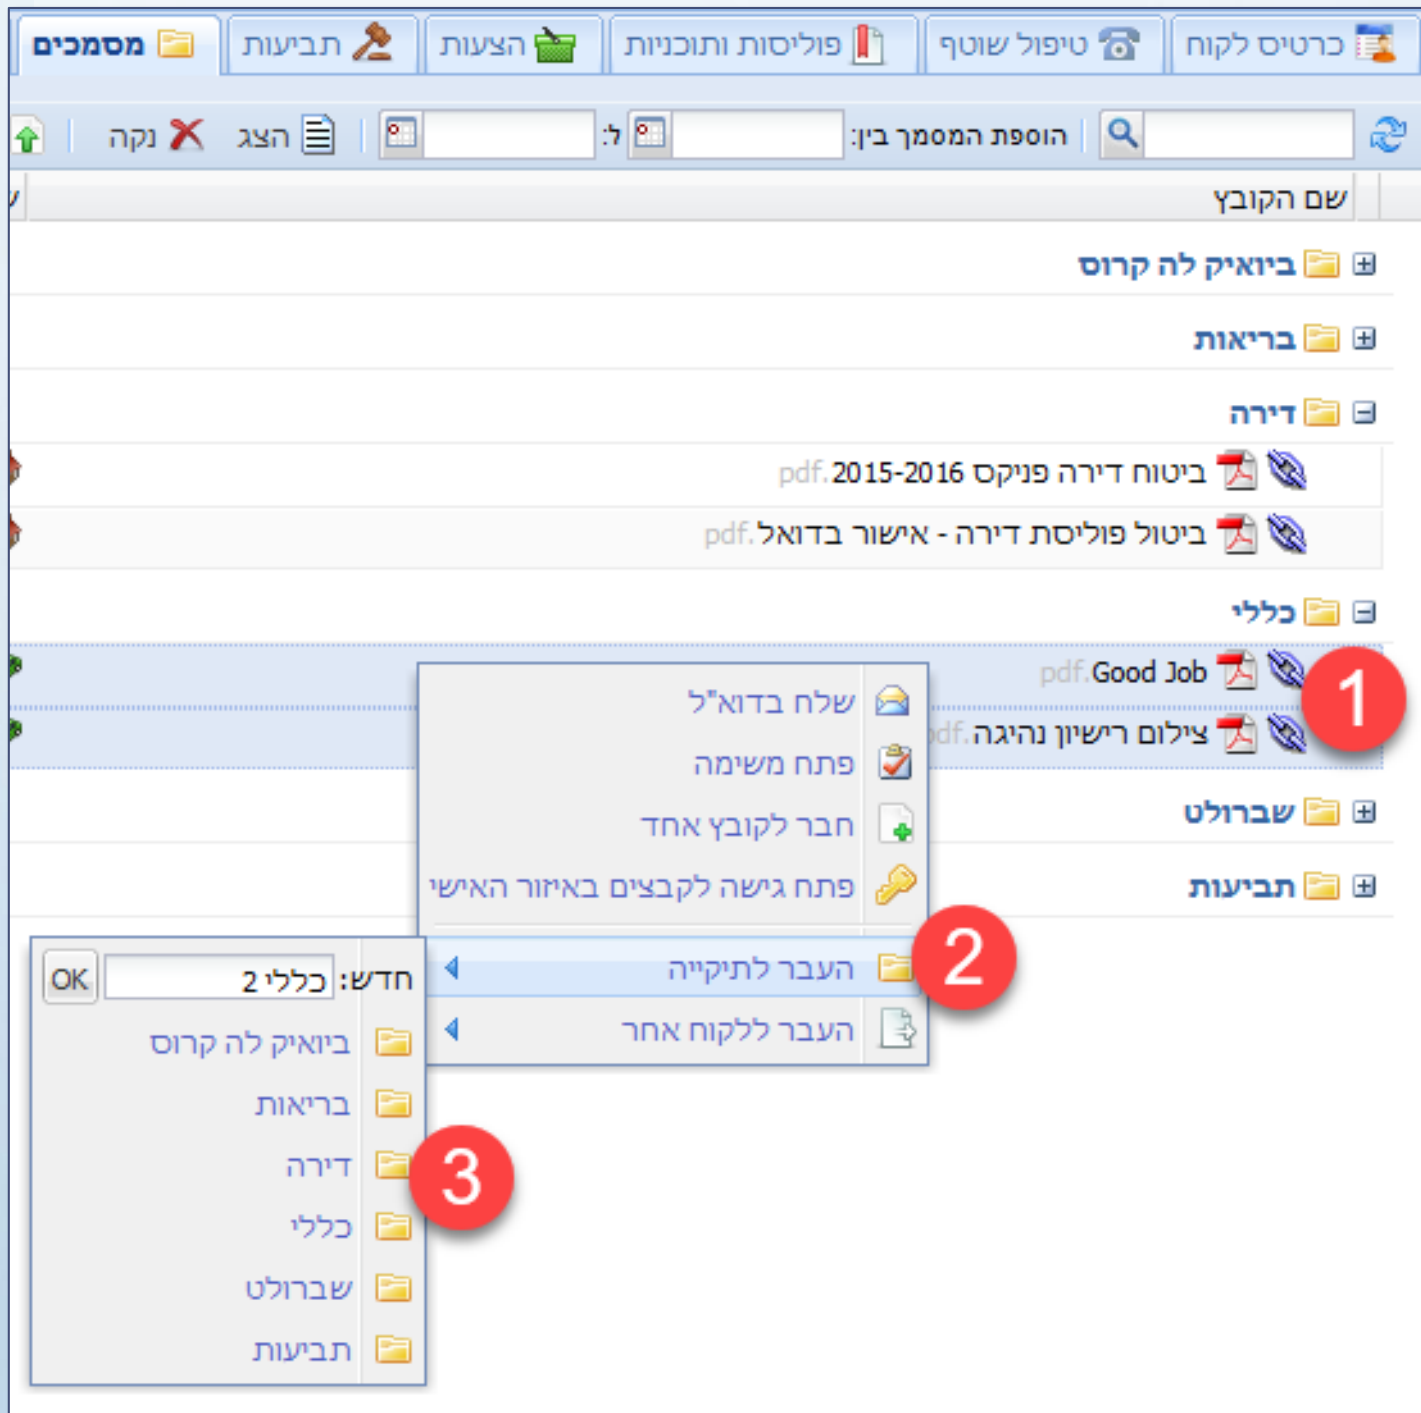 כרטיס לקוח טיפול שוטף פוליסות ותוכניות הצעות תביעות מסמכים
הוספת המסמך בין: ל: הצג נקה
שם הקובץ
ביואיק לה קרוס
בריאות
דירה
ביטוח דירה פניקס 2015-2016.pdf
ביטול פוליסת דירה - אישור בדואל.pdf
כללי
Good Job.pdf
1
צילום רישיון נהיגה.pdf
שברולט
תביעות
שלח בדוא"ל
פתח משימה
חבר לקובץ אחד
פתח גישה לקבצים באיזור האישי
העבר לתיקייה
2
העבר ללקוח אחר
חדש: כללי 2 OK
ביואיק לה קרוס
בריאות
דירה
3
כללי
שברולט
תביעות